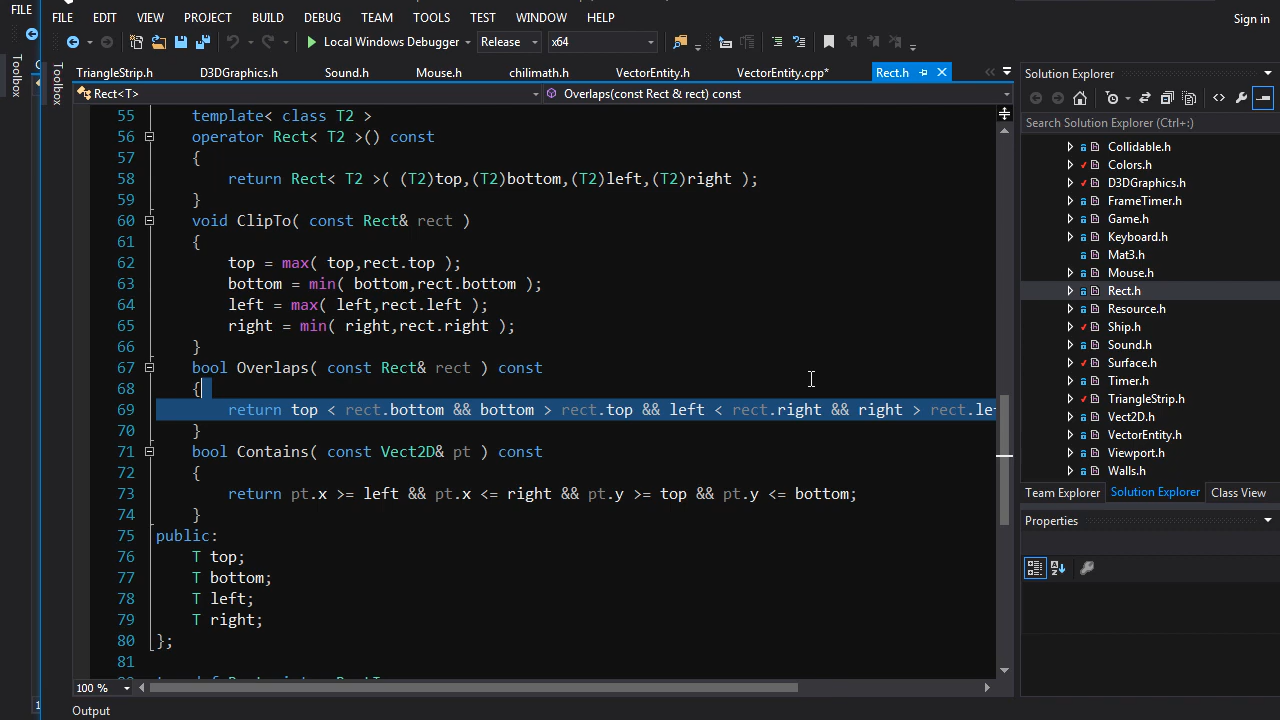 FILE
FILE EDIT VIEW PROJECT BUILD DEBUG TEAM TOOLS TEST WINDOW HELP
Sign in
Local Windows Debugger Release x64
Toolbox
Toolbox
TriangleStrip.h D3DGraphics.h Sound.h Mouse.h chilimath.h VectorEntity.h VectorEntity.cpp* Rect.h
Rect<T> Overlaps(const Rect & rect) const
55 template< class T2 >
56 operator Rect< T2 >() const
57 {
58 return Rect< T2 >( (T2)top,(T2)bottom,(T2)left,(T2)right );
59 }
60 void ClipTo( const Rect& rect )
61 {
62 top = max( top,rect.top );
63 bottom = min( bottom,rect.bottom );
64 left = max( left,rect.left );
65 right = min( right,rect.right );
66 }
67 bool Overlaps( const Rect& rect ) const
68 {
69 return top < rect.bottom && bottom > rect.top && left < rect.right && right > rect.le
70 }
71 bool Contains( const Vect2D& pt ) const
72 {
73 return pt.x >= left && pt.x <= right && pt.y >= top && pt.y <= bottom;
74 }
75 public:
76 T top;
77 T bottom;
78 T left;
79 T right;
80 };
81
100 %
Output
Solution Explorer
Search Solution Explorer (Ctrl+;)
Collidable.h
Colors.h
D3DGraphics.h
FrameTimer.h
Game.h
Keyboard.h
Mat3.h
Mouse.h
Rect.h
Resource.h
Ship.h
Sound.h
Surface.h
Timer.h
TriangleStrip.h
Vect2D.h
VectorEntity.h
Viewport.h
Walls.h
Team Explorer Solution Explorer Class View
Properties